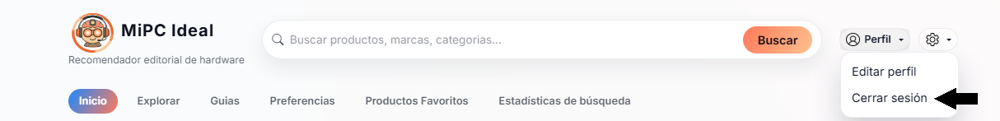 MiPC Ideal
Recomendador editorial de hardware
Buscar productos, marcas, categorias...
Buscar
Perfil
Editar perfil
Cerrar sesión
Inicio
Explorar
Guias
Preferencias
Productos Favoritos
Estadísticas de búsqueda